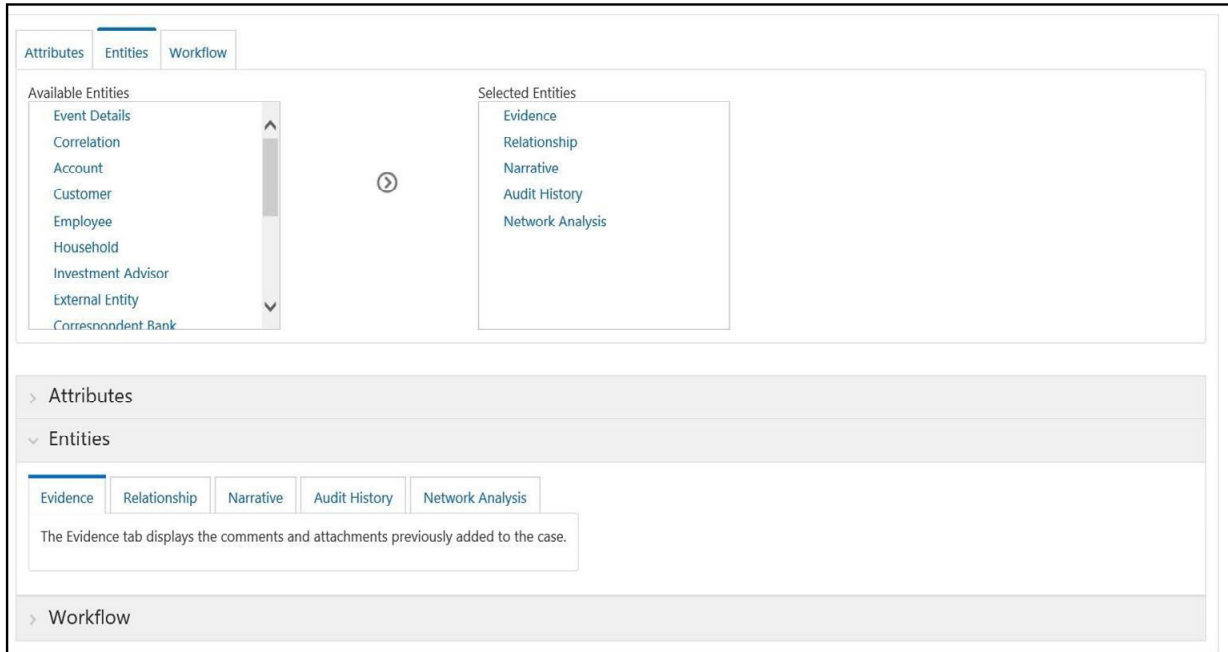 Attributes Entities Workflow
Available Entities
Event Details
Correlation
Account
Customer
Employee
Household
Investment Advisor
External Entity
Correspondent Bank
Selected Entities
Evidence
Relationship
Narrative
Audit History
Network Analysis
Attributes
Entities
Evidence Relationship Narrative Audit History Network Analysis
The Evidence tab displays the comments and attachments previously added to the case.
Workflow